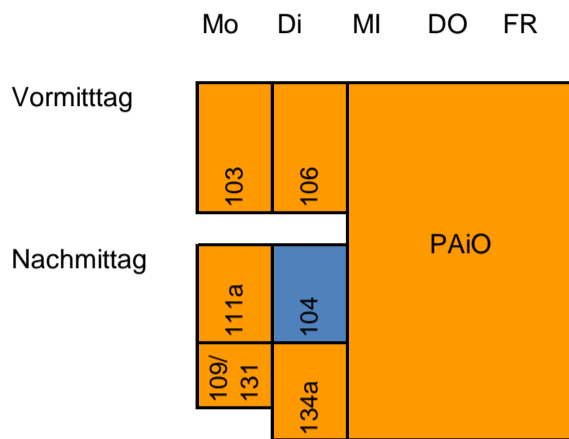 Mo Di MI DO FR
Vormitttag
103
106
PAiO
Nachmittag
111a
104
109/
131
134a